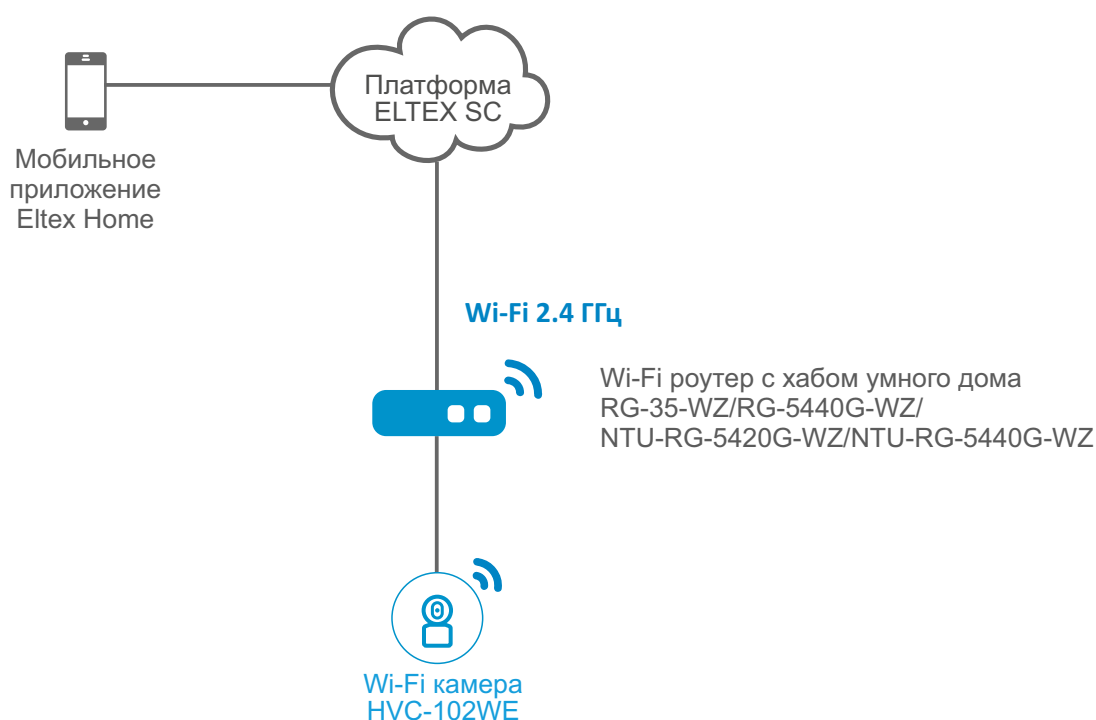 Платформа
ELTEX SC
Мобильное
приложение
Eltex Home
Wi-Fi 2.4 ГГц
Wi-Fi роутер с хабом умного дома
RG-35-WZ/RG-5440G-WZ/
NTU-RG-5420G-WZ/NTU-RG-5440G-WZ
Wi-Fi камера
HVC-102WE